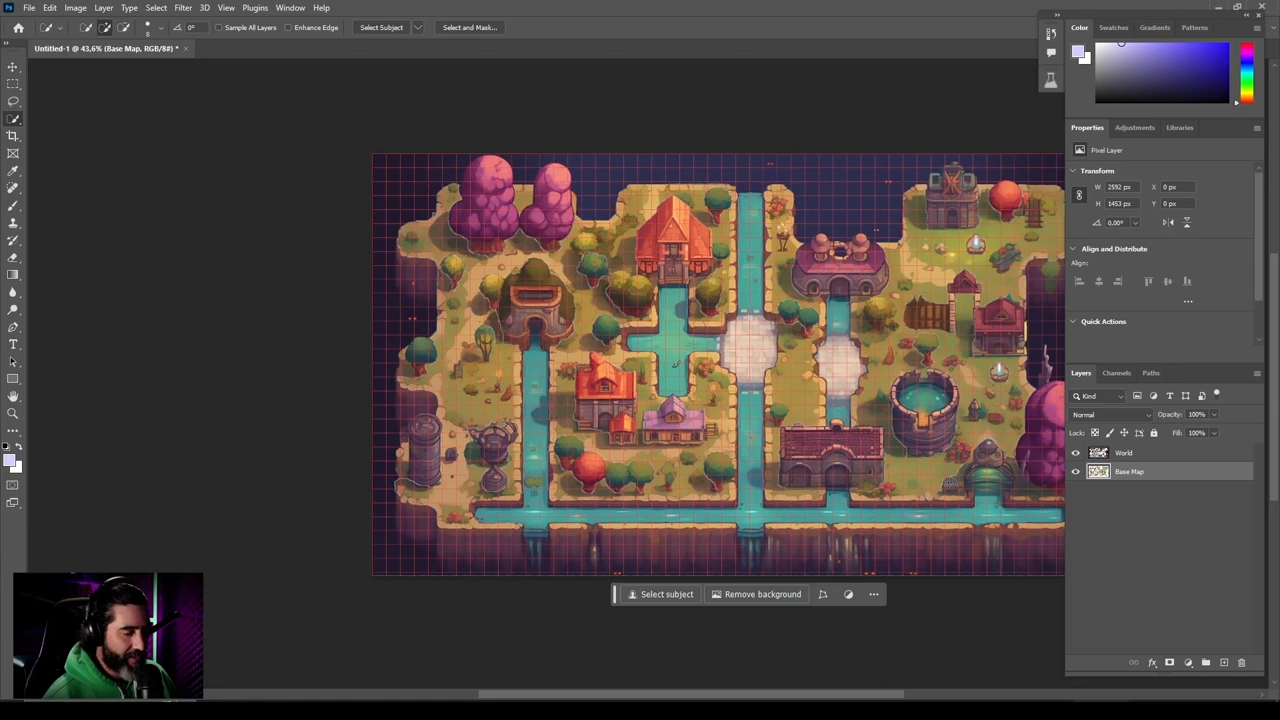 Ps File Edit Image Layer Type Select Filter 3D View Plugins Window Help
8 0° Sample All Layers Enhance Edge Select Subject Select and Mask...
Untitled-1 @ 43,6% (Base Map, RGB/8#) * ×
Color Swatches Gradients Patterns
Properties Adjustments Libraries
Pixel Layer
Transform
W 2592 px X 0 px
H 1453 px Y 0 px
0,00°
Align and Distribute
Align:
Quick Actions
Layers Channels Paths
Kind
Normal Opacity: 100%
Lock: Fill: 100%
World
Base Map
Select subject Remove background